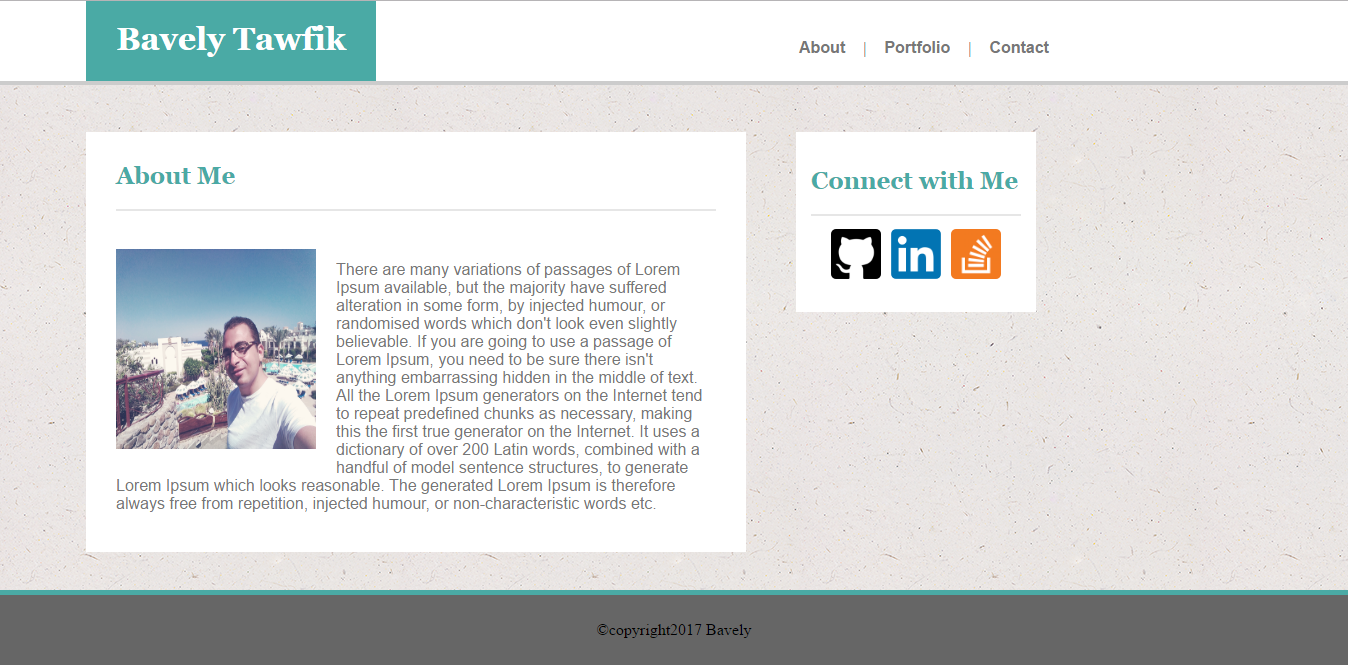 Bavely Tawfik
About | Portfolio | Contact
About Me
There are many variations of passages of Lorem
Ipsum available, but the majority have suffered
alteration in some form, by injected humour, or
randomised words which don't look even slightly
believable. If you are going to use a passage of
Lorem Ipsum, you need to be sure there isn't
anything embarrassing hidden in the middle of text.
All the Lorem Ipsum generators on the Internet tend
to repeat predefined chunks as necessary, making
this the first true generator on the Internet. It uses a
dictionary of over 200 Latin words, combined with a
handful of model sentence structures, to generate
Lorem Ipsum which looks reasonable. The generated Lorem Ipsum is therefore
always free from repetition, injected humour, or non-characteristic words etc.
Connect with Me
in
©copyright2017 Bavely